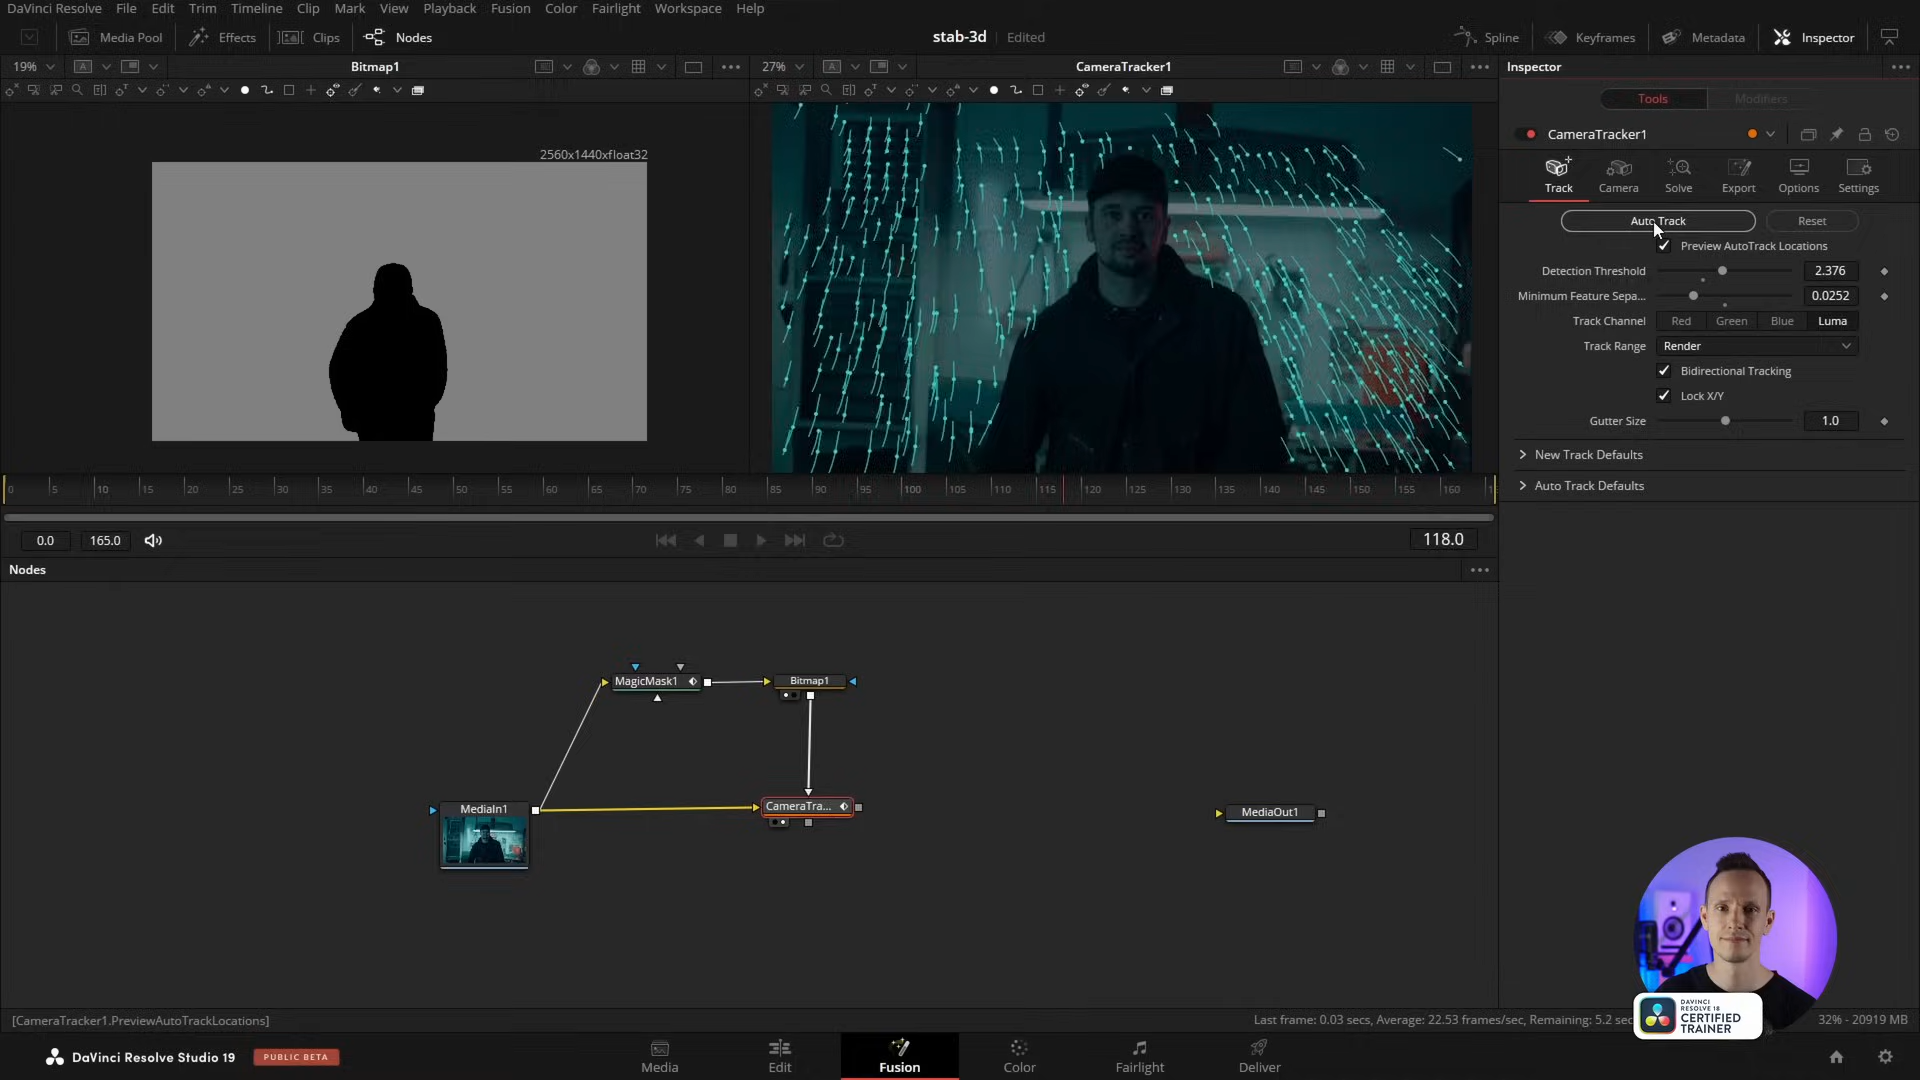 DaVinci Resolve File Edit Trim Timeline Clip Mark View Playback Fusion Color Fairlight Workspace Help
Media Pool Effects Clips Nodes stab-3d Edited Spline Keyframes Metadata Inspector
19% A Bitmap1 27% A CameraTracker1 Inspector
Tools Modifiers
CameraTracker1
2560x1440xfloat32
Track Camera Solve Export Options Settings
Auto Track Reset
Preview AutoTrack Locations
Detection Threshold 2.376
Minimum Feature Sepa... 0.0252
Track Channel Red Green Blue Luma
Track Range Render
Bidirectional Tracking
Lock X/Y
Gutter Size 1.0
New Track Defaults
Auto Track Defaults
0 5 10 15 20 25 30 35 40 45 50 55 60 65 70 75 80 85 90 95 100 105 110 115 120 125 130 135 140 145 150 155 160
0.0 165.0 118.0
Nodes
MagicMask1 Bitmap1
MediaIn1 CameraTra... MediaOut1
DAVINCI
RESOLVE 18
CERTIFIED
TRAINER
[CameraTracker1.PreviewAutoTrackLocations] Last frame: 0.03 secs, Average: 22.53 frames/sec, Remaining: 5.2 sec 32% - 20919 MB
DaVinci Resolve Studio 19 PUBLIC BETA Media Edit Fusion Color Fairlight Deliver